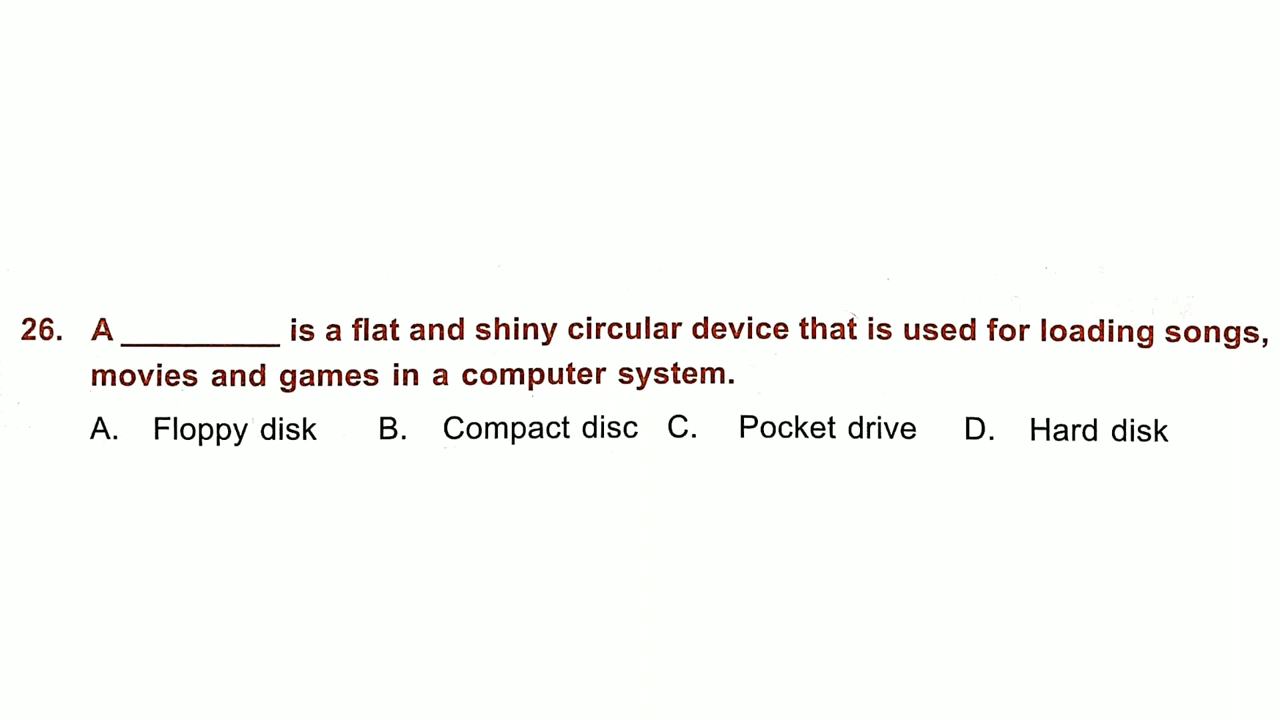 26. A __________ is a flat and shiny circular device that is used for loading songs,
movies and games in a computer system.
A. Floppy disk B. Compact disc C. Pocket drive D. Hard disk